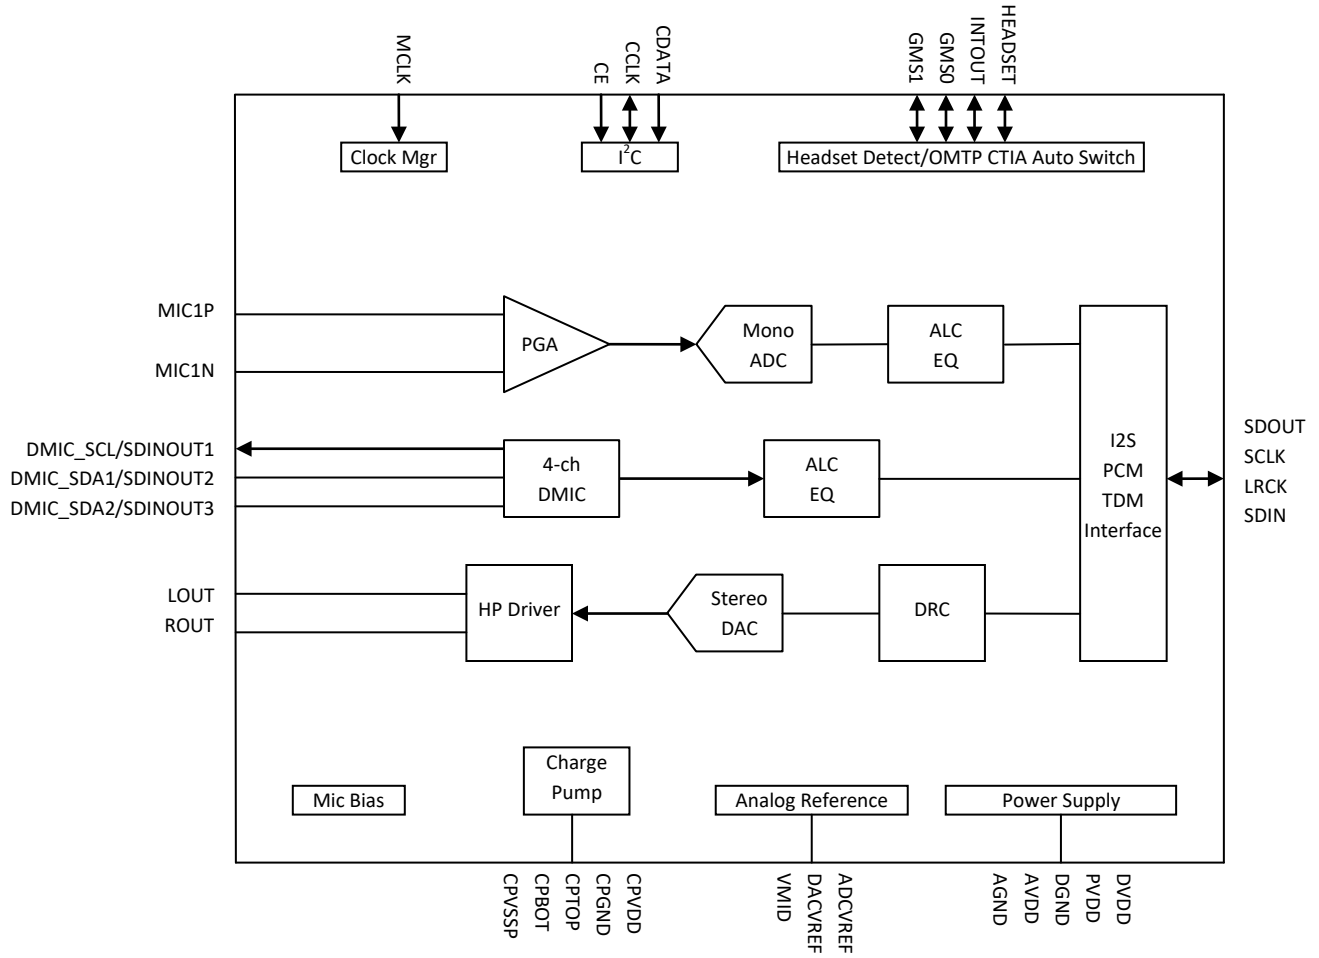 MCLK
CE
CCLK
CDATA
GMS1
GMS0
INTOUT
HEADSET
Clock Mgr
I²C
Headset Detect/OMTP CTIA Auto Switch
MIC1P
MIC1N
PGA
Mono
ADC
ALC
EQ
DMIC_SCL/SDINOUT1
DMIC_SDA1/SDINOUT2
DMIC_SDA2/SDINOUT3
4-ch
DMIC
ALC
EQ
I2S
PCM
TDM
Interface
SDOUT
SCLK
LRCK
SDIN
LOUT
ROUT
HP Driver
Stereo
DAC
DRC
Mic Bias
Charge
Pump
Analog Reference
Power Supply
CPVSSP
CPBOT
CPTOP
CPGND
CPVDD
VMID
DACVREF
ADCVREF
AGND
AVDD
DGND
PVDD
DVDD